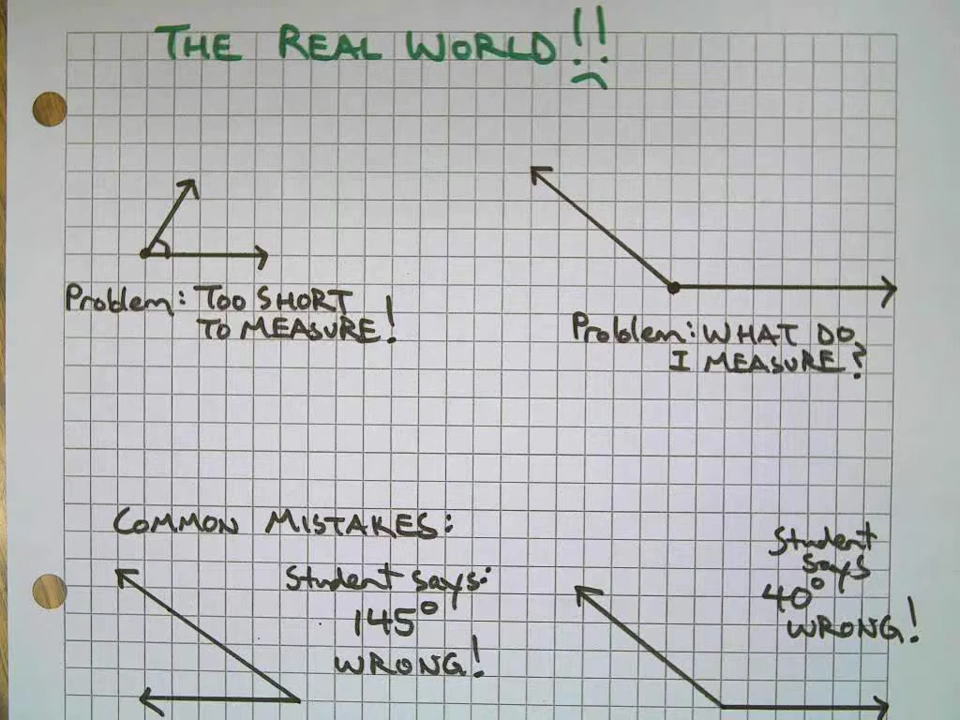 THE REAL WORLD!!
Problem: TOO SHORT
TO MEASURE!
Problem: WHAT DO
I MEASURE?
COMMON MISTAKES:
Student says:
145°
WRONG!
Student
says
40°
WRONG!